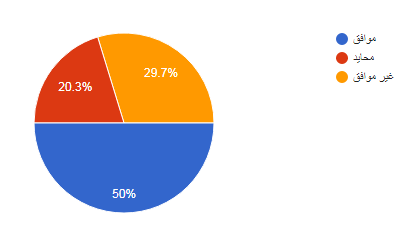 موافق
محايد
غير موافق
29.7%
20.3%
50%